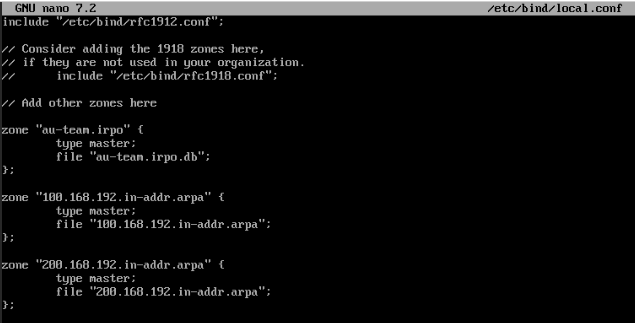 GNU nano 7.2 /etc/bind/local.conf
include "/etc/bind/rfc1912.conf";
// Consider adding the 1918 zones here,
// if they are not used in your organization.
//      include "/etc/bind/rfc1918.conf";
// Add other zones here
zone "au-team.irpo" {
        type master;
        file "au-team.irpo.db";
};
zone "100.168.192.in-addr.arpa" {
        type master;
        file "100.168.192.in-addr.arpa";
};
zone "200.168.192.in-addr.arpa" {
        type master;
        file "200.168.192.in-addr.arpa";
};